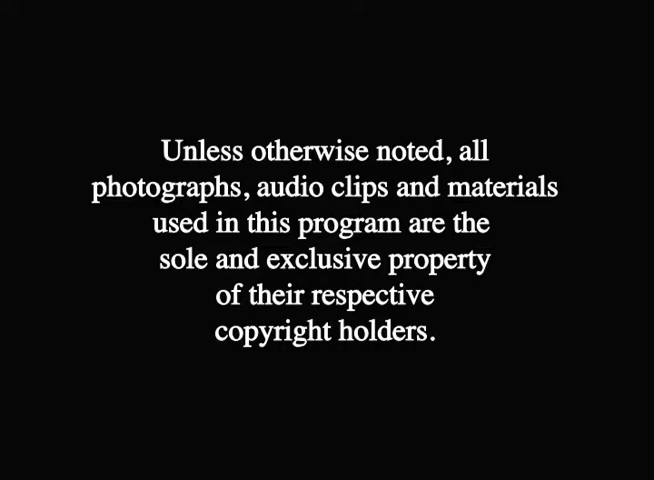 Unless otherwise noted, all
photographs, audio clips and materials
used in this program are the
sole and exclusive property
of their respective
copyright holders.